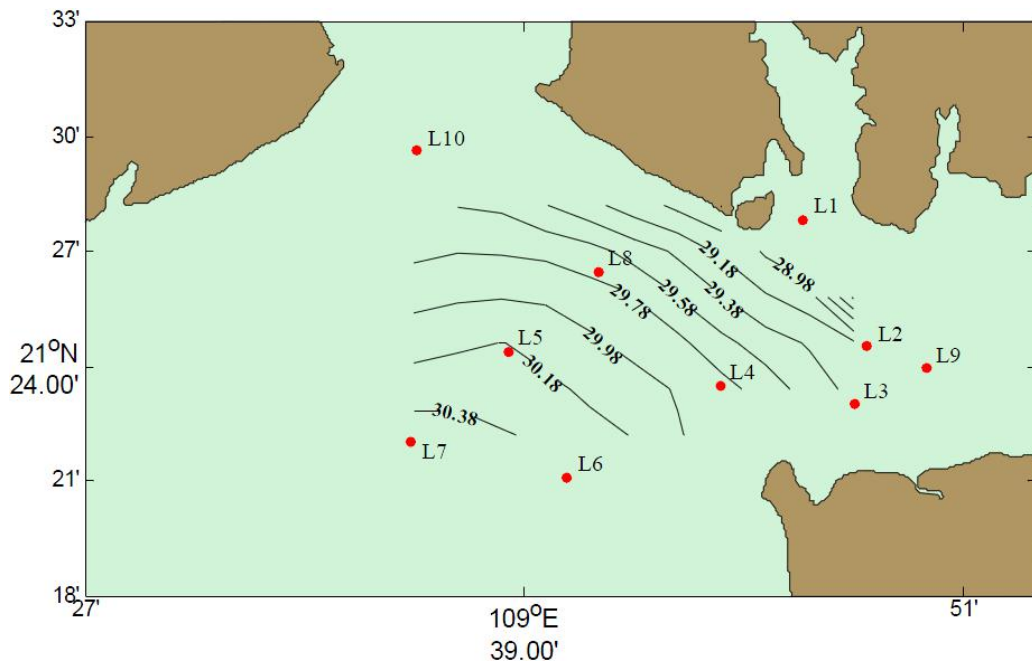 33'
30'
L10
L1
27'
29.18
28.98
L8
29.78
29.58
29.38
L5
29.98
L2
21°N
24.00'
L9
30.18
L4
L3
30.38
L7
L6
21'
18'
27'
109°E
39.00'
51'